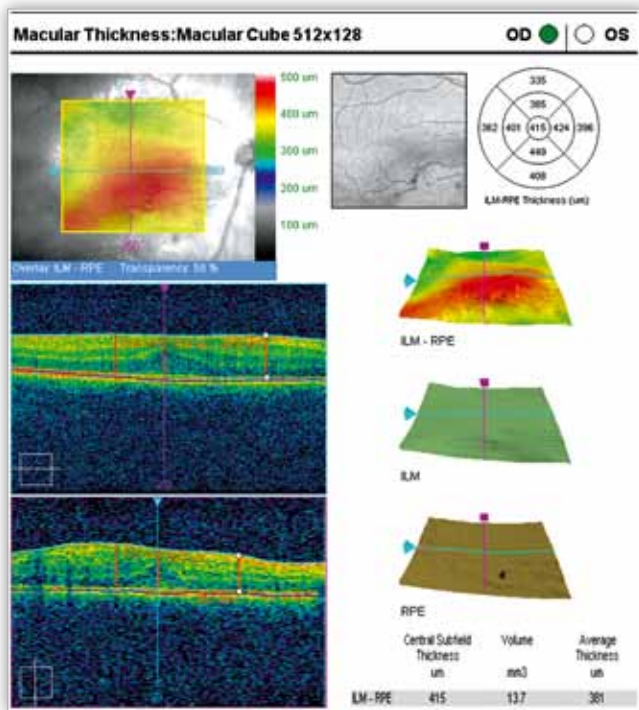 Macular Thickness:Macular Cube 512x128
OD OS
500 um
400 um
300 um
200 um
100 um
Overlay: ILM - RPE Transparency: 50 %
335
385
382 401 415 424 396
449
408
ILM-RPE Thickness (um)
ILM - RPE
ILM
RPE
Central Subfield Thickness um
Volume mm3
Average Thickness um
ILM - RPE 415 13.7 381